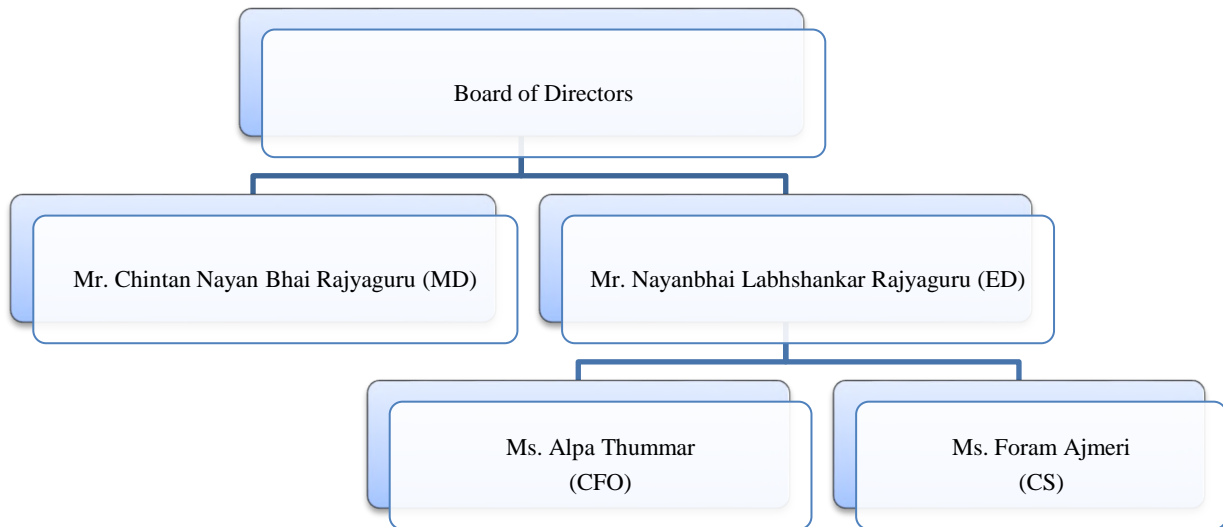 Board of Directors
Mr. Chintan Nayan Bhai Rajyaguru (MD)
Mr. Nayanbhai Labhshankar Rajyaguru (ED)
Ms. Alpa Thummar
(CFO)
Ms. Foram Ajmeri
(CS)